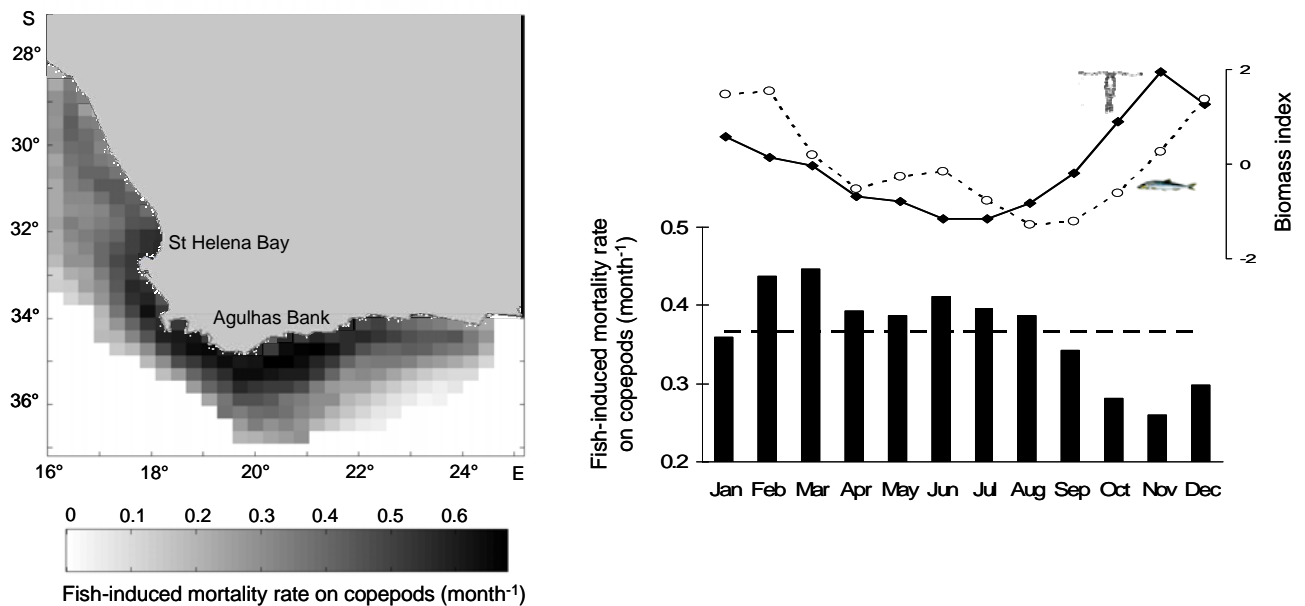 S
28°
30°
32°
34°
36°
St Helena Bay
Agulhas Bank
16° 18° 20° 22° 24° E
0 0.1 0.2 0.3 0.4 0.5 0.6
Fish-induced mortality rate on copepods (month-1)
2
0
-2
Biomass index
Fish-induced mortality rate
on copepods (month-1)
0.5
0.4
0.3
0.2
Jan Feb Mar Apr May Jun Jul Aug Sep Oct Nov Dec